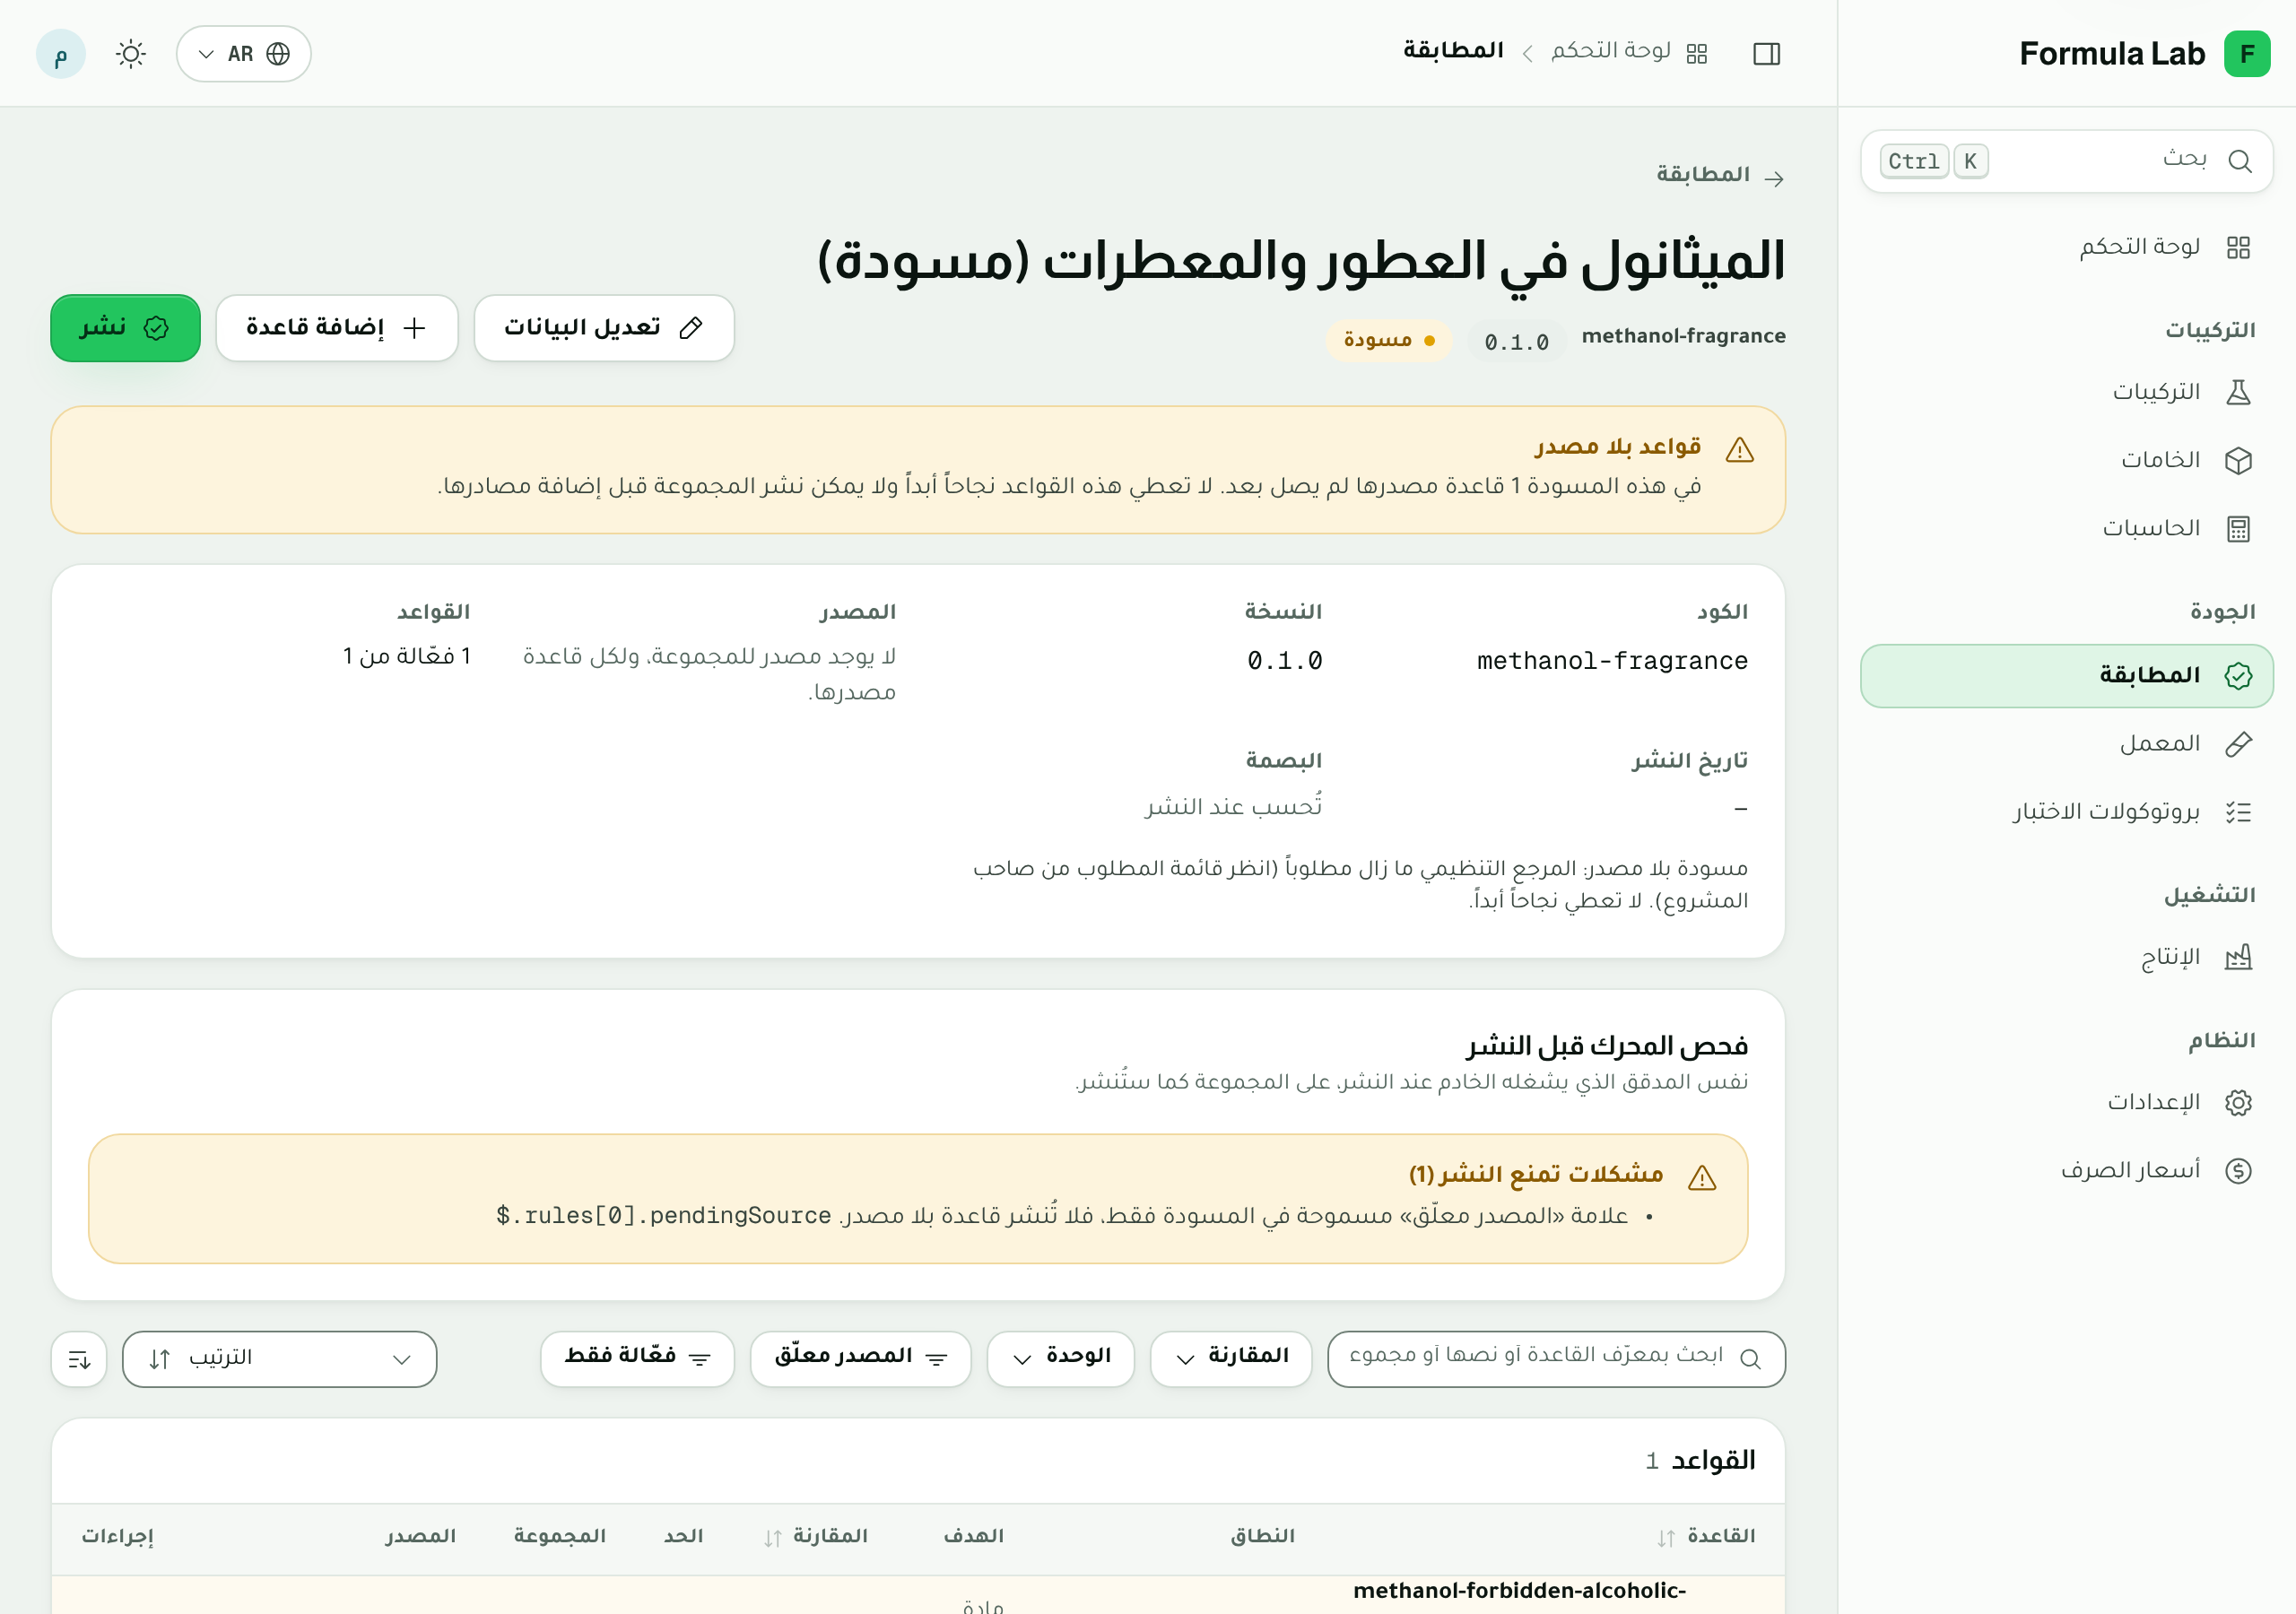 F Formula Lab
بحث Ctrl K
لوحة التحكم
التركيبات
التركيبات
الخامات
الحاسبات
الجودة
المطابقة
المعمل
بروتوكولات الاختبار
التشغيل
الإنتاج
النظام
الإعدادات
أسعار الصرف
لوحة التحكم المطابقة
AR
م
المطابقة
الميثانول في العطور والمعطرات (مسودة)
methanol-fragrance 0.1.0 مسودة
تعديل البيانات
إضافة قاعدة
نشر
قواعد بلا مصدر
في هذه المسودة 1 قاعدة مصدرها لم يصل بعد. لا تعطي هذه القواعد نجاحاً أبداً ولا يمكن نشر المجموعة قبل إضافة مصادرها.
الكود
methanol-fragrance
النسخة
0.1.0
المصدر
لا يوجد مصدر للمجموعة، ولكل قاعدة
مصدرها.
القواعد
1 فعّالة من 1
تاريخ النشر
–
البصمة
تُحسب عند النشر
مسودة بلا مصدر: المرجع التنظيمي ما زال مطلوباً (انظر قائمة المطلوب من صاحب
المشروع). لا تعطي نجاحاً أبداً.
فحص المحرك قبل النشر
نفس المدقق الذي يشغله الخادم عند النشر، على المجموعة كما ستُنشر.
مشكلات تمنع النشر (1)
• علامة «المصدر معلّق» مسموحة في المسودة فقط، فلا تُنشر قاعدة بلا مصدر. $.rules[0].pendingSource
ابحث بمعرّف القاعدة أو نصها أو مجموع
المقارنة
الوحدة
المصدر معلّق
فعّالة فقط
الترتيب
القواعد 1
القاعدة النطاق الهدف المقارنة الحد المجموعة المصدر إجراءات
methanol-forbidden-alcoholic-
مادة